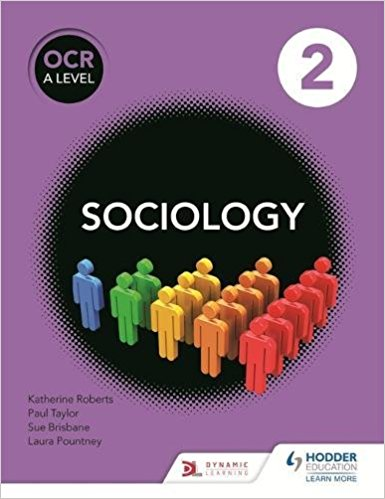 OCR
A LEVEL
2
SOCIOLOGY
Katherine Roberts
Paul Taylor
Sue Brisbane
Laura Pountney
DYNAMIC
LEARNING
HODDER
EDUCATION
LEARN MORE